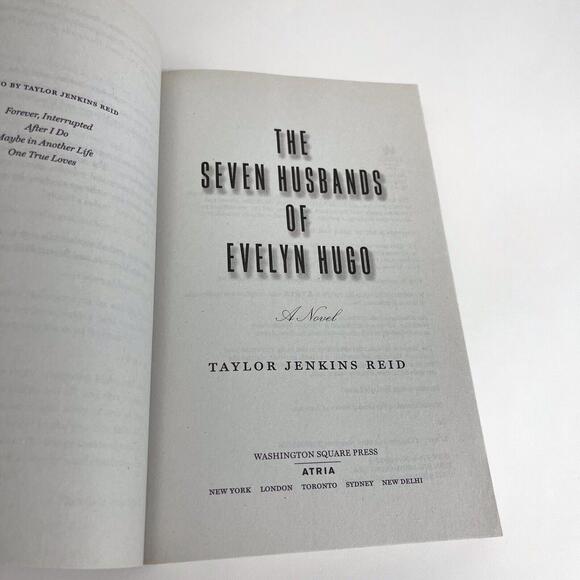 O BY TAYLOR JENKINS REID
Forever, Interrupted
After I Do
Maybe in Another Life
One True Loves
THE
SEVEN HUSBANDS
OF
EVELYN HUGO
A Novel
TAYLOR JENKINS REID
WASHINGTON SQUARE PRESS
ATRIA
NEW YORK LONDON TORONTO SYDNEY NEW DELHI